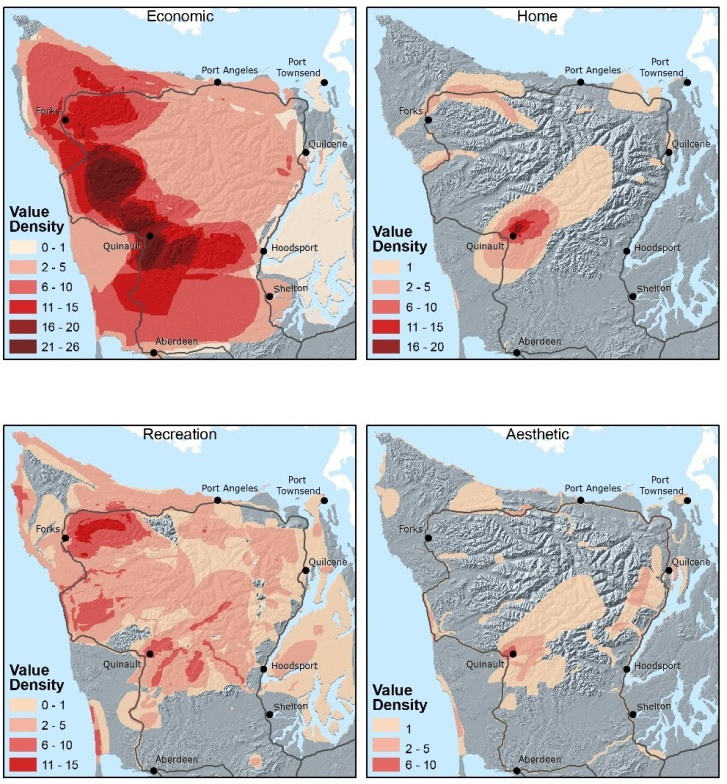 Economic
Port Angeles
Port
Townsend
Forks
Quilcene
Quinault
Hoodsport
Shelton
Aberdeen
Value
Density
0 - 1
2 - 5
6 - 10
11 - 15
16 - 20
21 - 26
Home
Port Angeles
Port
Townsend
Forks
Quilcene
Quinault
Hoodsport
Shelton
Aberdeen
Value
Density
1
2 - 5
6 - 10
11 - 15
16 - 20
Recreation
Port Angeles
Port
Townsend
Forks
Quilcene
Quinault
Hoodsport
Shelton
Aberdeen
Value
Density
0 - 1
2 - 5
6 - 10
11 - 15
Aesthetic
Port Angeles
Port
Townsend
Forks
Quilcene
Quinault
Hoodsport
Shelton
Aberdeen
Value
Density
1
2 - 5
6 - 10